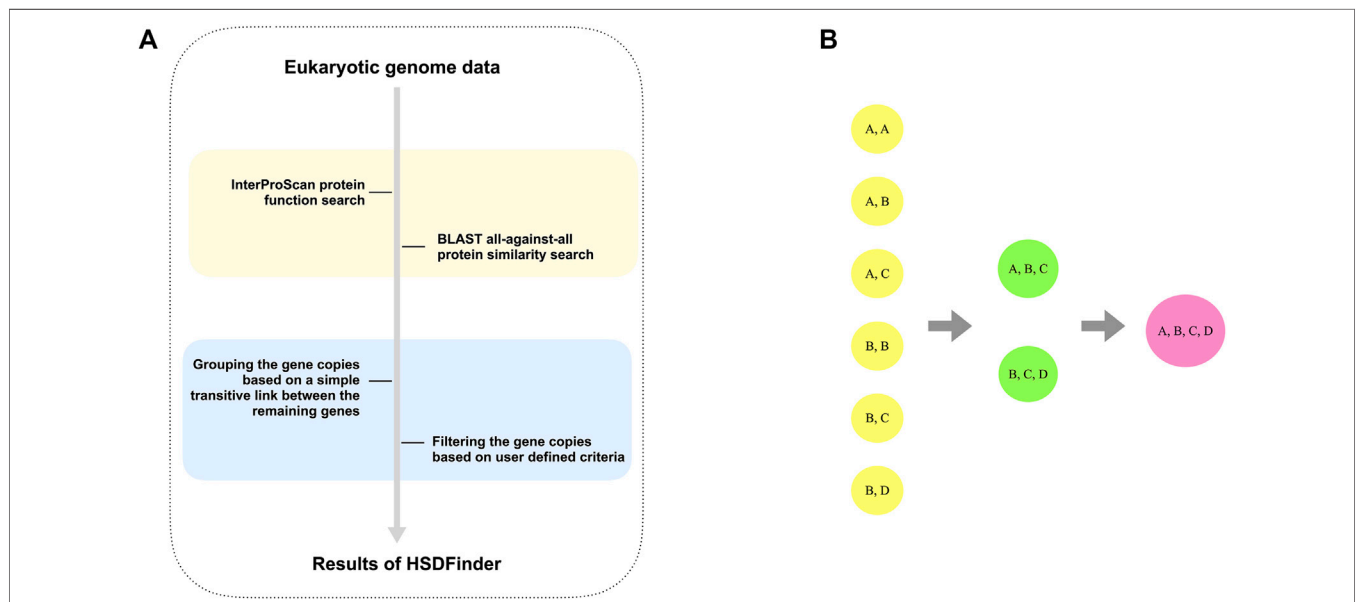 A
Eukaryotic genome data
InterProScan protein
function search
BLAST all-against-all
protein similarity search
Grouping the gene copies
based on a simple
transitive link between the
remaining genes
Filtering the gene copies
based on user defined criteria
Results of HSDFinder
B
A, A
A, B
A, C
B, B
B, C
B, D
A, B, C
B, C, D
A, B, C, D